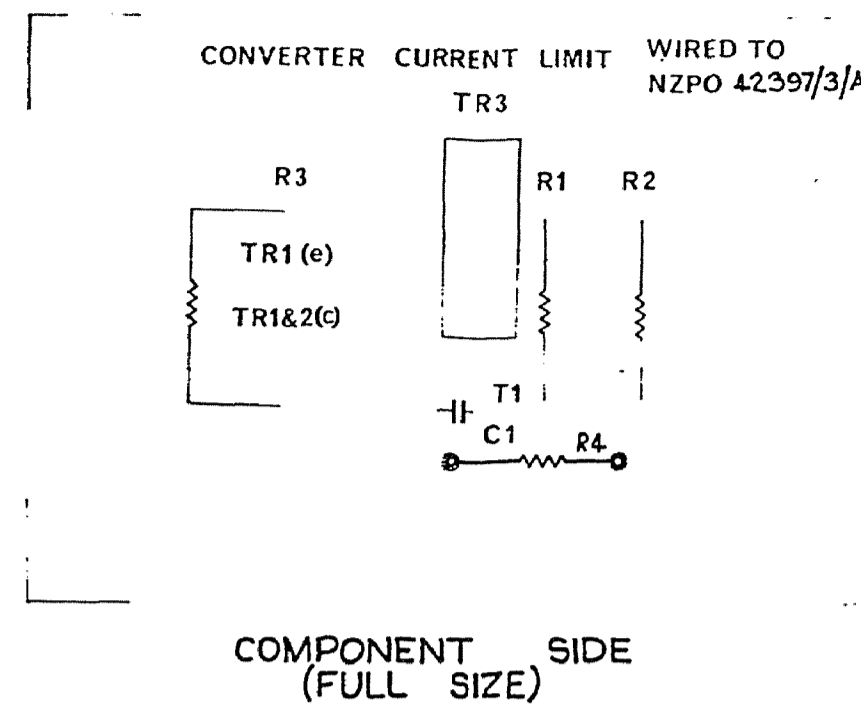 CONVERTER CURRENT LIMIT
WIRED TO
NZPO 42397/3/A
TR3
R3
R1
R2
TR1 (e)
TR1&2(c)
T1
C1
R4
COMPONENT SIDE
(FULL SIZE)